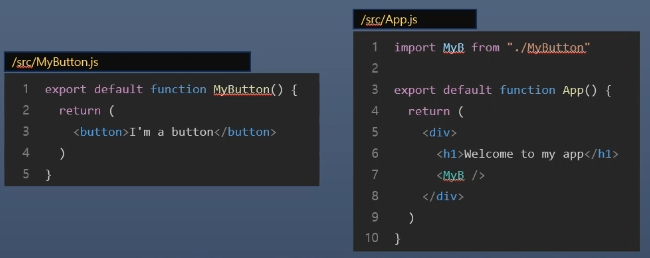 /src/MyButton.js
1 export default function MyButton() {
2   return (
3     <button>I'm a button</button>
4   )
5 }
/src/App.js
1 import MyB from "./MyButton"
2
3 export default function App() {
4   return (
5     <div>
6       <h1>Welcome to my app</h1>
7       <MyB />
8     </div>
9   )
10 }